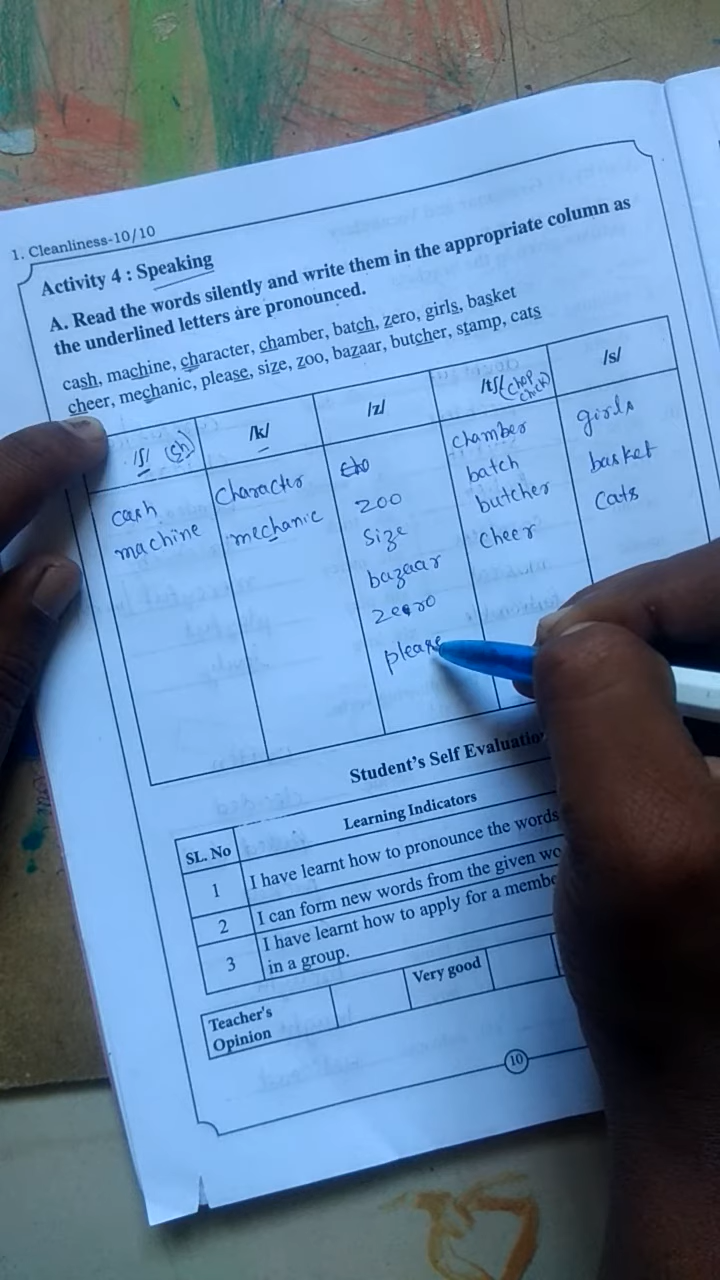 1. Cleanliness-10/10
Activity 4 : Speaking
A. Read the words silently and write them in the appropriate column as
the underlined letters are pronounced.
cash, machine, character, chamber, batch, zero, girls, basket
cheer, mechanic, please, size, zoo, bazaar, butcher, stamp, cats
/ʃ/ (sh) /k/ /z/ /tʃ/ (chop chick) /s/
cash character zoo chamber girls
machine mechanic size batch basket
bazaar butcher cats
zero cheer
please
Student's Self Evaluatio
SL. No Learning Indicators
1 I have learnt how to pronounce the words
2 I can form new words from the given wo
3 I have learnt how to apply for a membe
in a group.
Teacher's
Opinion
Very good
10